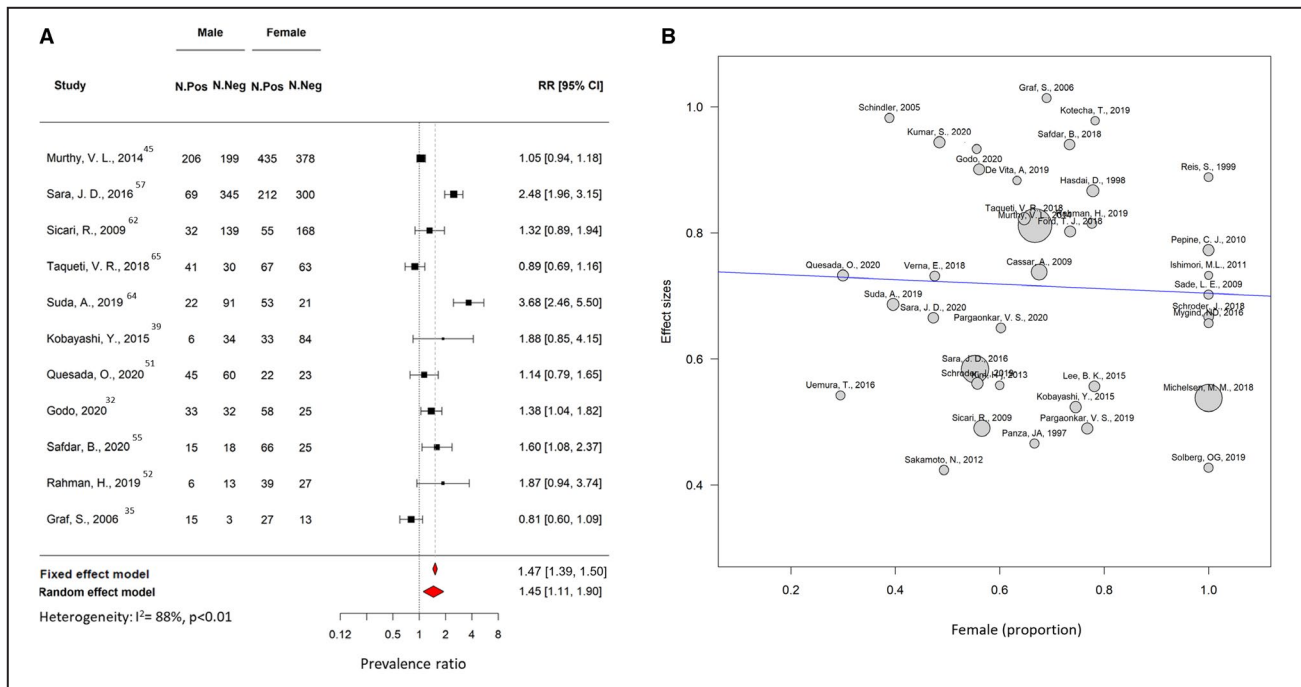 A
Male Female
Study N.Pos N.Neg N.Pos N.Neg RR [95% CI]
Murthy, V. L., 2014 45 206 199 435 378 1.05 [0.94, 1.18]
Sara, J. D., 2016 57 69 345 212 300 2.48 [1.96, 3.15]
Sicari, R., 2009 62 32 139 55 168 1.32 [0.89, 1.94]
Taqueti, V. R., 2018 65 41 30 67 63 0.89 [0.69, 1.16]
Suda, A., 2019 64 22 91 53 21 3.68 [2.46, 5.50]
Kobayashi, Y., 2015 39 6 34 33 84 1.88 [0.85, 4.15]
Quesada, O., 2020 51 45 60 22 23 1.14 [0.79, 1.65]
Godo, 2020 32 33 32 58 25 1.38 [1.04, 1.82]
Safdar, B., 2020 55 15 18 66 25 1.60 [1.08, 2.37]
Rahman, H., 2019 52 6 13 39 27 1.87 [0.94, 3.74]
Graf, S., 2006 35 15 3 27 13 0.81 [0.60, 1.09]
Fixed effect model 1.47 [1.39, 1.50]
Random effect model 1.45 [1.11, 1.90]
Heterogeneity: I2= 88%, p<0.01
0.12 0.5 1 2 4 8
Prevalence ratio
B
Effect sizes
1.0
0.8
0.6
0.4
Graf, S., 2006
Schindler, 2005
Kotecha, T., 2019
Kumar, S.. 2020
Safdar, B., 2018
Godo, 2020
De Vita, A, 2019
Reis, S., 1999
Hasdai, D., 1998
Taqueti, V. R., 2018
Ford, T. J., 2018
Pepine, C. J., 2010
Cassar, A., 2009
Ishimori, M.L., 2011
Quesada, O., 2020
Verna, E., 2018
Sade, L. E., 2009
Suda, A., 2019
Sara, J. D., 2020
Schroder, J., 2018
Mygind, ND, 2016
Pargaonkar, V. S., 2020
Sara, J. D., 2016
Lee, B. K., 2015
Uemura, T., 2016
Michelsen, M. M., 2018
Kobayashi, Y., 2015
Sicari, R., 2009
Pargaonkar, V. S., 2019
Panza, JA, 1997
Sakamoto, N., 2012
Solberg, OG, 2019
0.2 0.4 0.6 0.8 1.0
Female (proportion)